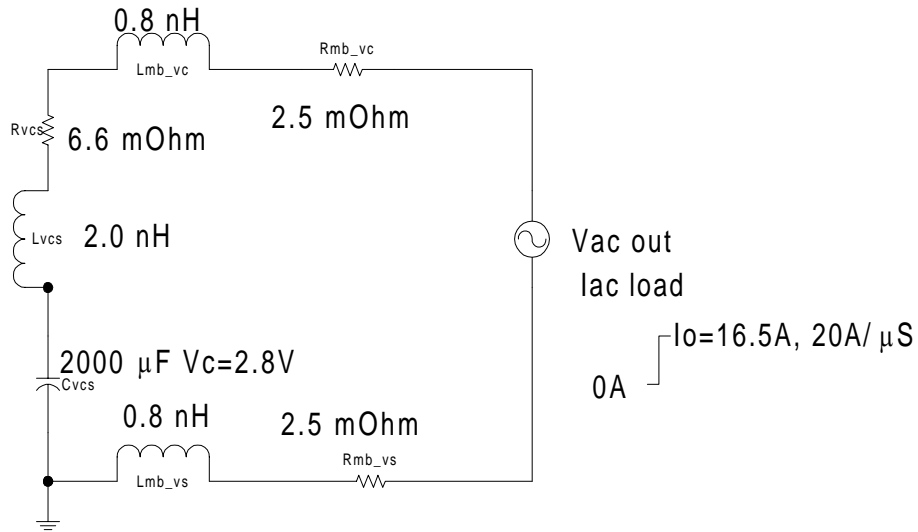 0.8 nH
Lmb_vc
Rmb_vc
2.5 mOhm
Rvcs
6.6 mOhm
Lvcs
2.0 nH
Vac out
Iac load
Io=16.5A, 20A/ μS
0A
2000 μF Vc=2.8V
Cvcs
0.8 nH
Lmb_vs
2.5 mOhm
Rmb_vs